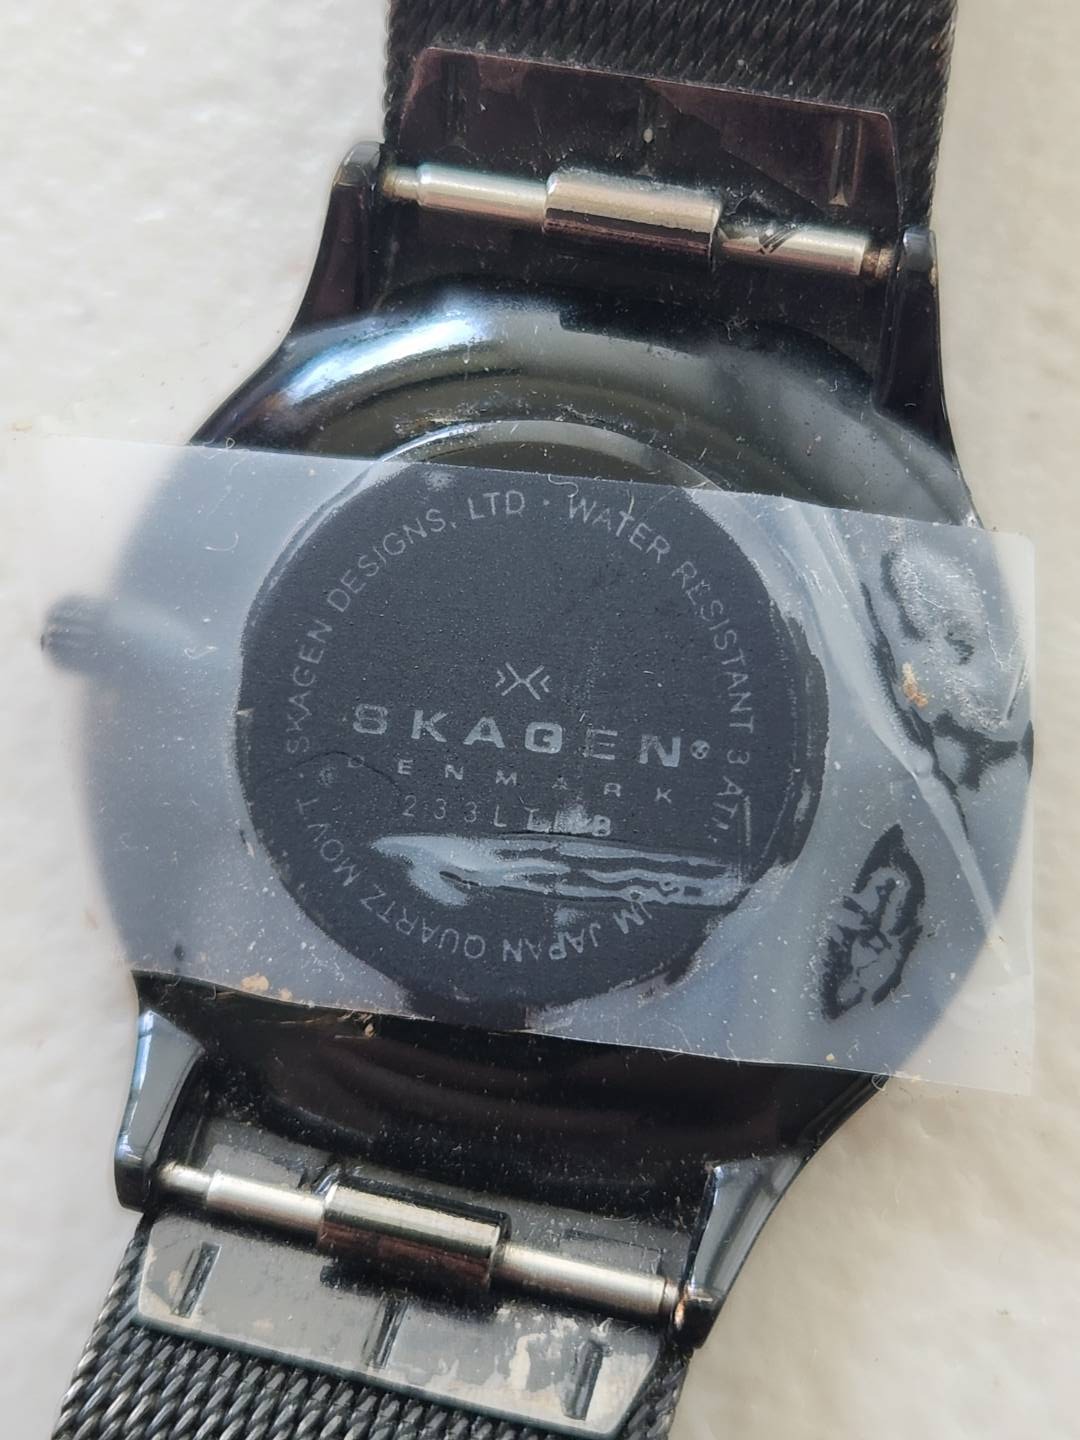 SKAGEN DESIGNS, LTD · WATER RESISTANT 3 ATM
JAPAN QUARTZ MOVT ·
SKAGEN®
DENMARK
233LT